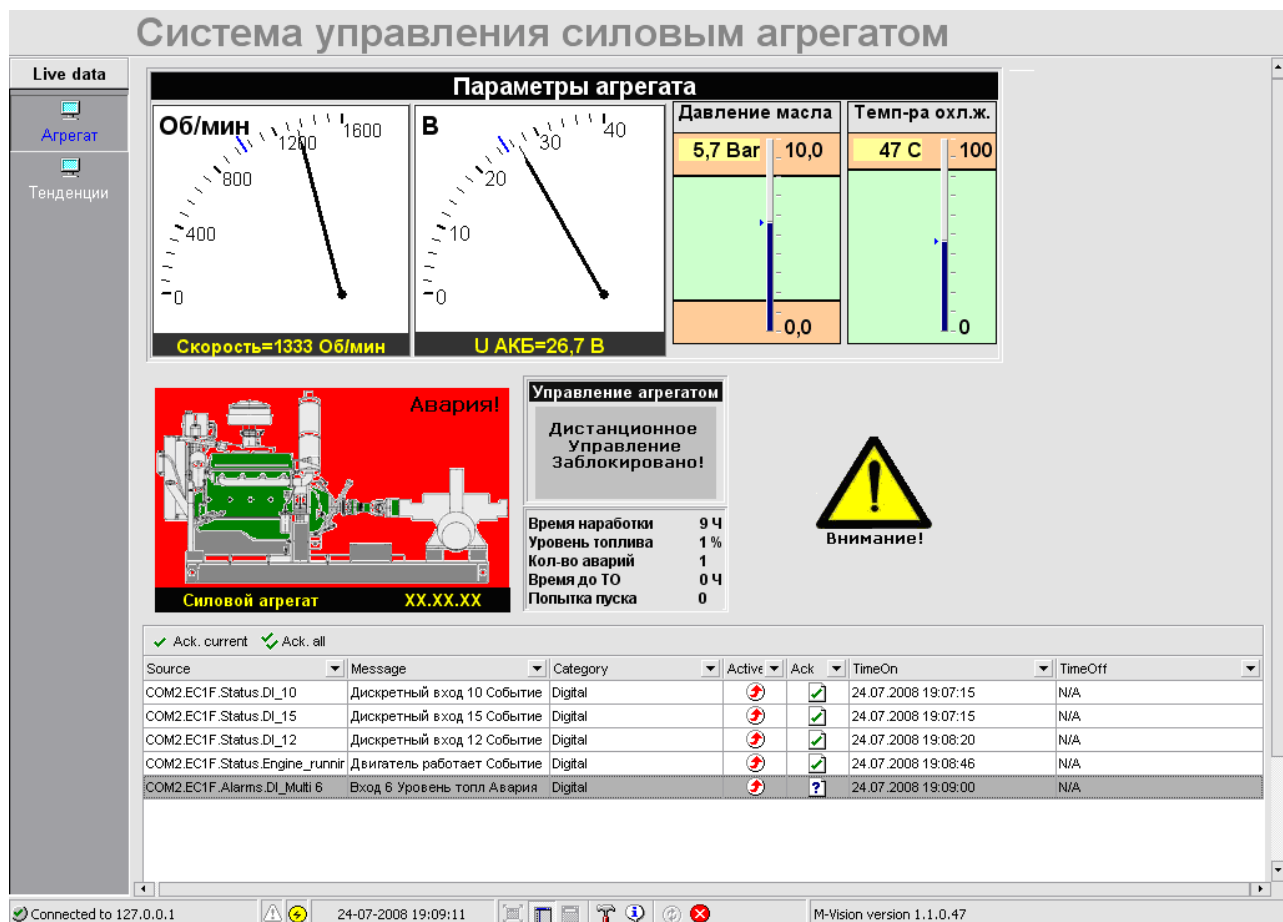 Система управления силовым агрегатом
Live data
Агрегат
Тенденции
Параметры агрегата
Об/мин
0
400
800
1200
1600
Скорость=1333 Об/мин
В
0
10
20
30
40
U АКБ=26,7 В
Давление масла
5,7 Bar
10,0
0,0
Темп-ра охл.ж.
47 C
100
0
Авария!
Силовой агрегат XX.XX.XX
Управление агрегатом
Дистанционное
Управление
Заблокировано!
Время наработки 9 Ч
Уровень топлива 1 %
Кол-во аварий 1
Время до ТО 0 Ч
Попытка пуска 0
Внимание!
Ack. current Ack. all
Source Message Category Active Ack TimeOn TimeOff
COM2.EC1F.Status.DI_10 Дискретный вход 10 Событие Digital 24.07.2008 19:07:15 N/A
COM2.EC1F.Status.DI_15 Дискретный вход 15 Событие Digital 24.07.2008 19:07:15 N/A
COM2.EC1F.Status.DI_12 Дискретный вход 12 Событие Digital 24.07.2008 19:08:20 N/A
COM2.EC1F.Status.Engine_runnir Двигатель работает Событие Digital 24.07.2008 19:08:46 N/A
COM2.EC1F.Alarms.DI_Multi 6 Вход 6 Уровень топл Авария Digital 24.07.2008 19:09:00 N/A
Connected to 127.0.0.1 24-07-2008 19:09:11 M-Vision version 1.1.0.47